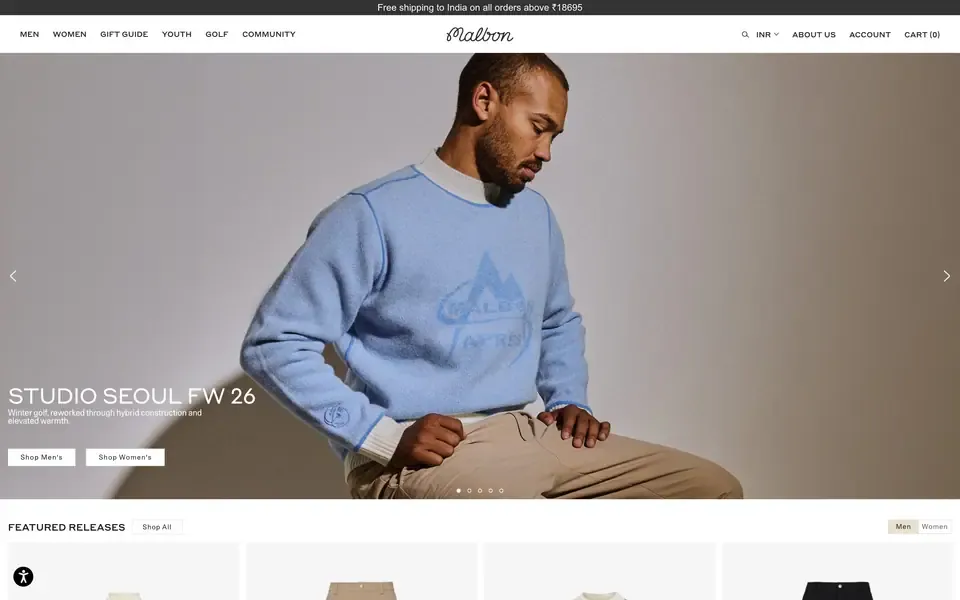 Free shipping to India on all orders above ₹18695
MEN WOMEN GIFT GUIDE YOUTH GOLF COMMUNITY
Malbon
INR ABOUT US ACCOUNT CART (0)
STUDIO SEOUL FW 26
Winter golf, reworked through hybrid construction and
elevated warmth.
Shop Men's Shop Women's
FEATURED RELEASES Shop All
Men Women